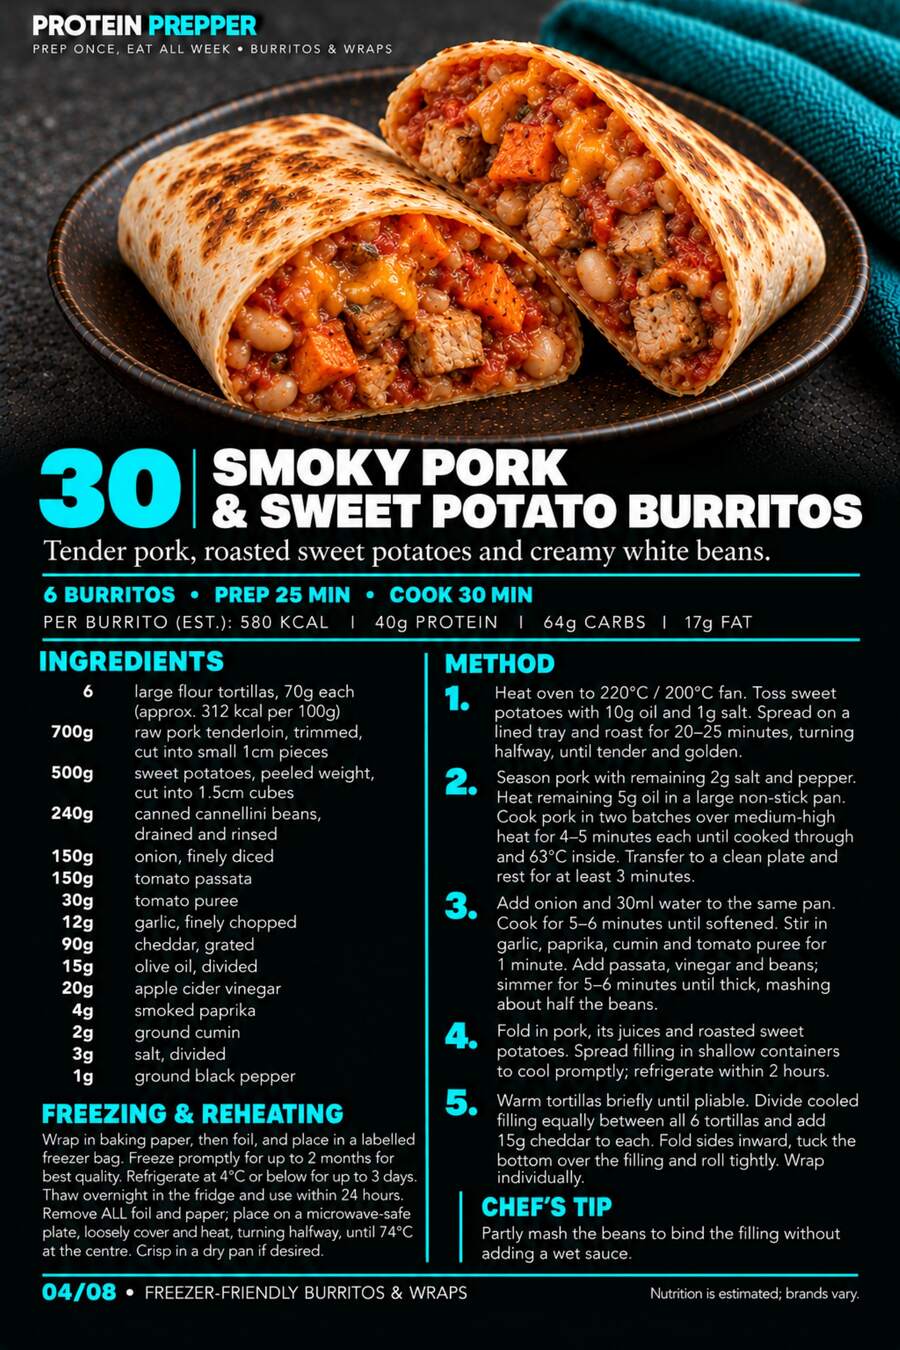 PROTEIN PREPPER
PREP ONCE, EAT ALL WEEK • BURRITOS & WRAPS
30
SMOKY PORK
& SWEET POTATO BURRITOS
Tender pork, roasted sweet potatoes and creamy white beans.
6 BURRITOS • PREP 25 MIN • COOK 30 MIN
PER BURRITO (EST.): 580 KCAL | 40g PROTEIN | 64g CARBS | 17g FAT
INGREDIENTS
6 large flour tortillas, 70g each
(approx. 312 kcal per 100g)
700g raw pork tenderloin, trimmed,
cut into small 1cm pieces
500g sweet potatoes, peeled weight,
cut into 1.5cm cubes
240g canned cannellini beans,
drained and rinsed
150g onion, finely diced
150g tomato passata
30g tomato puree
12g garlic, finely chopped
90g cheddar, grated
15g olive oil, divided
20g apple cider vinegar
4g smoked paprika
2g ground cumin
3g salt, divided
1g ground black pepper
FREEZING & REHEATING
Wrap in baking paper, then foil, and place in a labelled
freezer bag. Freeze promptly for up to 2 months for
best quality. Refrigerate at 4°C or below for up to 3 days.
Thaw overnight in the fridge and use within 24 hours.
Remove ALL foil and paper; place on a microwave-safe
plate, loosely cover and heat, turning halfway, until 74°C
at the centre. Crisp in a dry pan if desired.
METHOD
1. Heat oven to 220°C / 200°C fan. Toss sweet
potatoes with 10g oil and 1g salt. Spread on a
lined tray and roast for 20–25 minutes, turning
halfway, until tender and golden.
2. Season pork with remaining 2g salt and pepper.
Heat remaining 5g oil in a large non-stick pan.
Cook pork in two batches over medium-high
heat for 4–5 minutes each until cooked through
and 63°C inside. Transfer to a clean plate and
rest for at least 3 minutes.
3. Add onion and 30ml water to the same pan.
Cook for 5–6 minutes until softened. Stir in
garlic, paprika, cumin and tomato puree for
1 minute. Add passata, vinegar and beans;
simmer for 5–6 minutes until thick, mashing
about half the beans.
4. Fold in pork, its juices and roasted sweet
potatoes. Spread filling in shallow containers
to cool promptly; refrigerate within 2 hours.
5. Warm tortillas briefly until pliable. Divide cooled
filling equally between all 6 tortillas and add
15g cheddar to each. Fold sides inward, tuck the
bottom over the filling and roll tightly. Wrap
individually.
CHEF'S TIP
Partly mash the beans to bind the filling without
adding a wet sauce.
04/08 • FREEZER-FRIENDLY BURRITOS & WRAPS
Nutrition is estimated; brands vary.